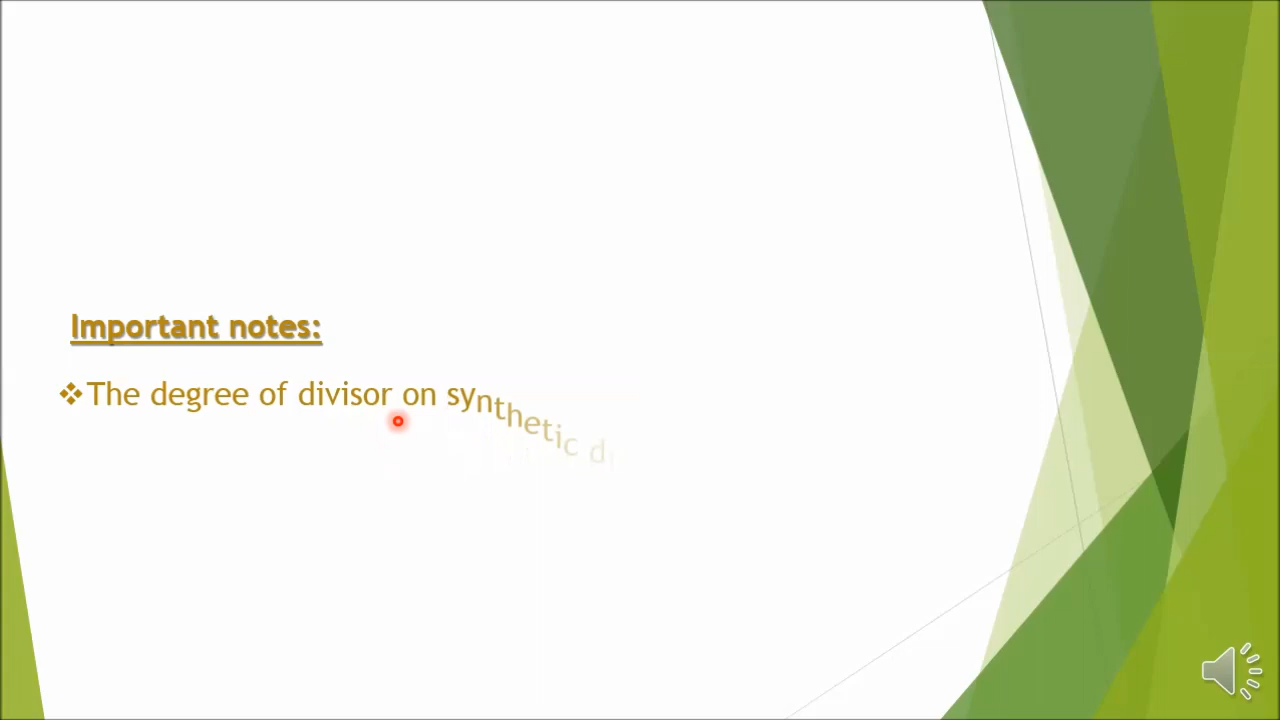 Important notes:
❖The degree of divisor on synthetic